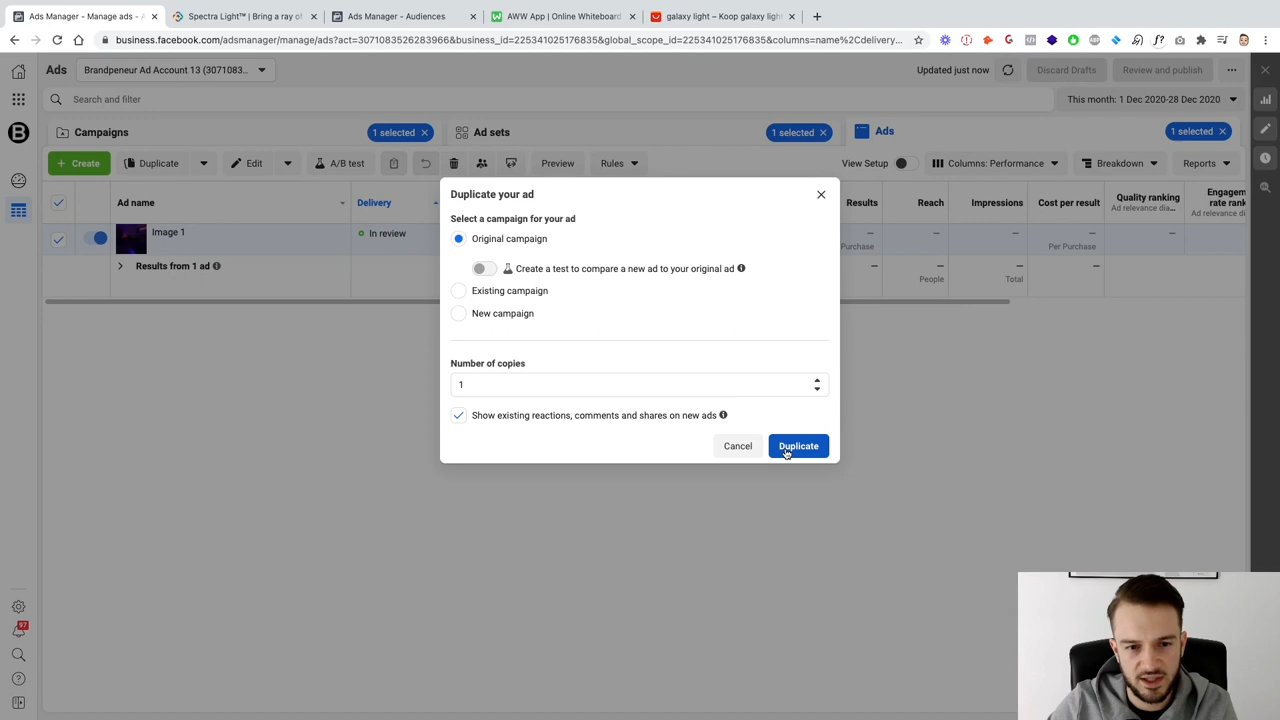 Ads Manager - Manage ads - A
Spectra Light™ | Bring a ray of
Ads Manager - Audiences
AWW App | Online Whiteboard
galaxy light – Koop galaxy light
business.facebook.com/adsmanager/manage/ads?act=3071083526283966&business_id=225341025176835&global_scope_id=225341025176835&columns=name%2Cdelivery...
Ads
Brandpeneur Ad Account 13 (3071083...
Updated just now
Discard Drafts
Review and publish
Search and filter
This month: 1 Dec 2020-28 Dec 2020
Campaigns
1 selected
Ad sets
1 selected
Ads
1 selected
+ Create
Duplicate
Edit
A/B test
Preview
Rules
View Setup
Columns: Performance
Breakdown
Reports
Ad name
Delivery
Results
Reach
Impressions
Cost per result
Quality ranking
Ad relevance dia...
Engagem
rate rank
Ad relevance di
Image 1
In review
Purchase
Per Purchase
Results from 1 ad
People
Total
Duplicate your ad
Select a campaign for your ad
Original campaign
Create a test to compare a new ad to your original ad
Existing campaign
New campaign
Number of copies
1
Show existing reactions, comments and shares on new ads
Cancel
Duplicate
B
97